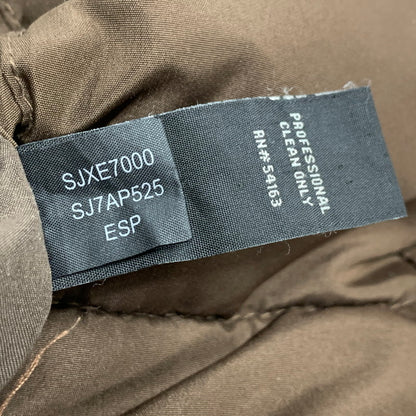 SJXE7000
SJ7AP525
ESP
PROFESSIONAL
CLEAN ONLY
RN# 54163